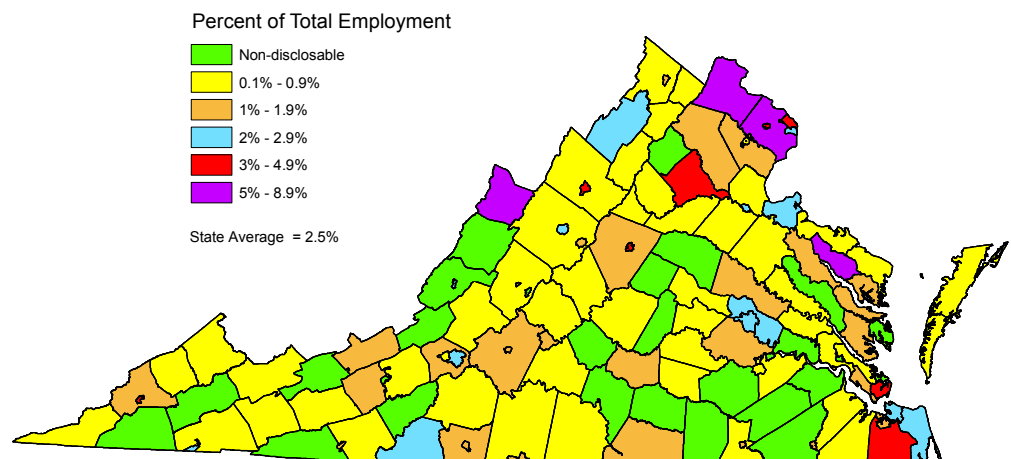 Percent of Total Employment
Non-disclosable
0.1% - 0.9%
1% - 1.9%
2% - 2.9%
3% - 4.9%
5% - 8.9%
State Average = 2.5%